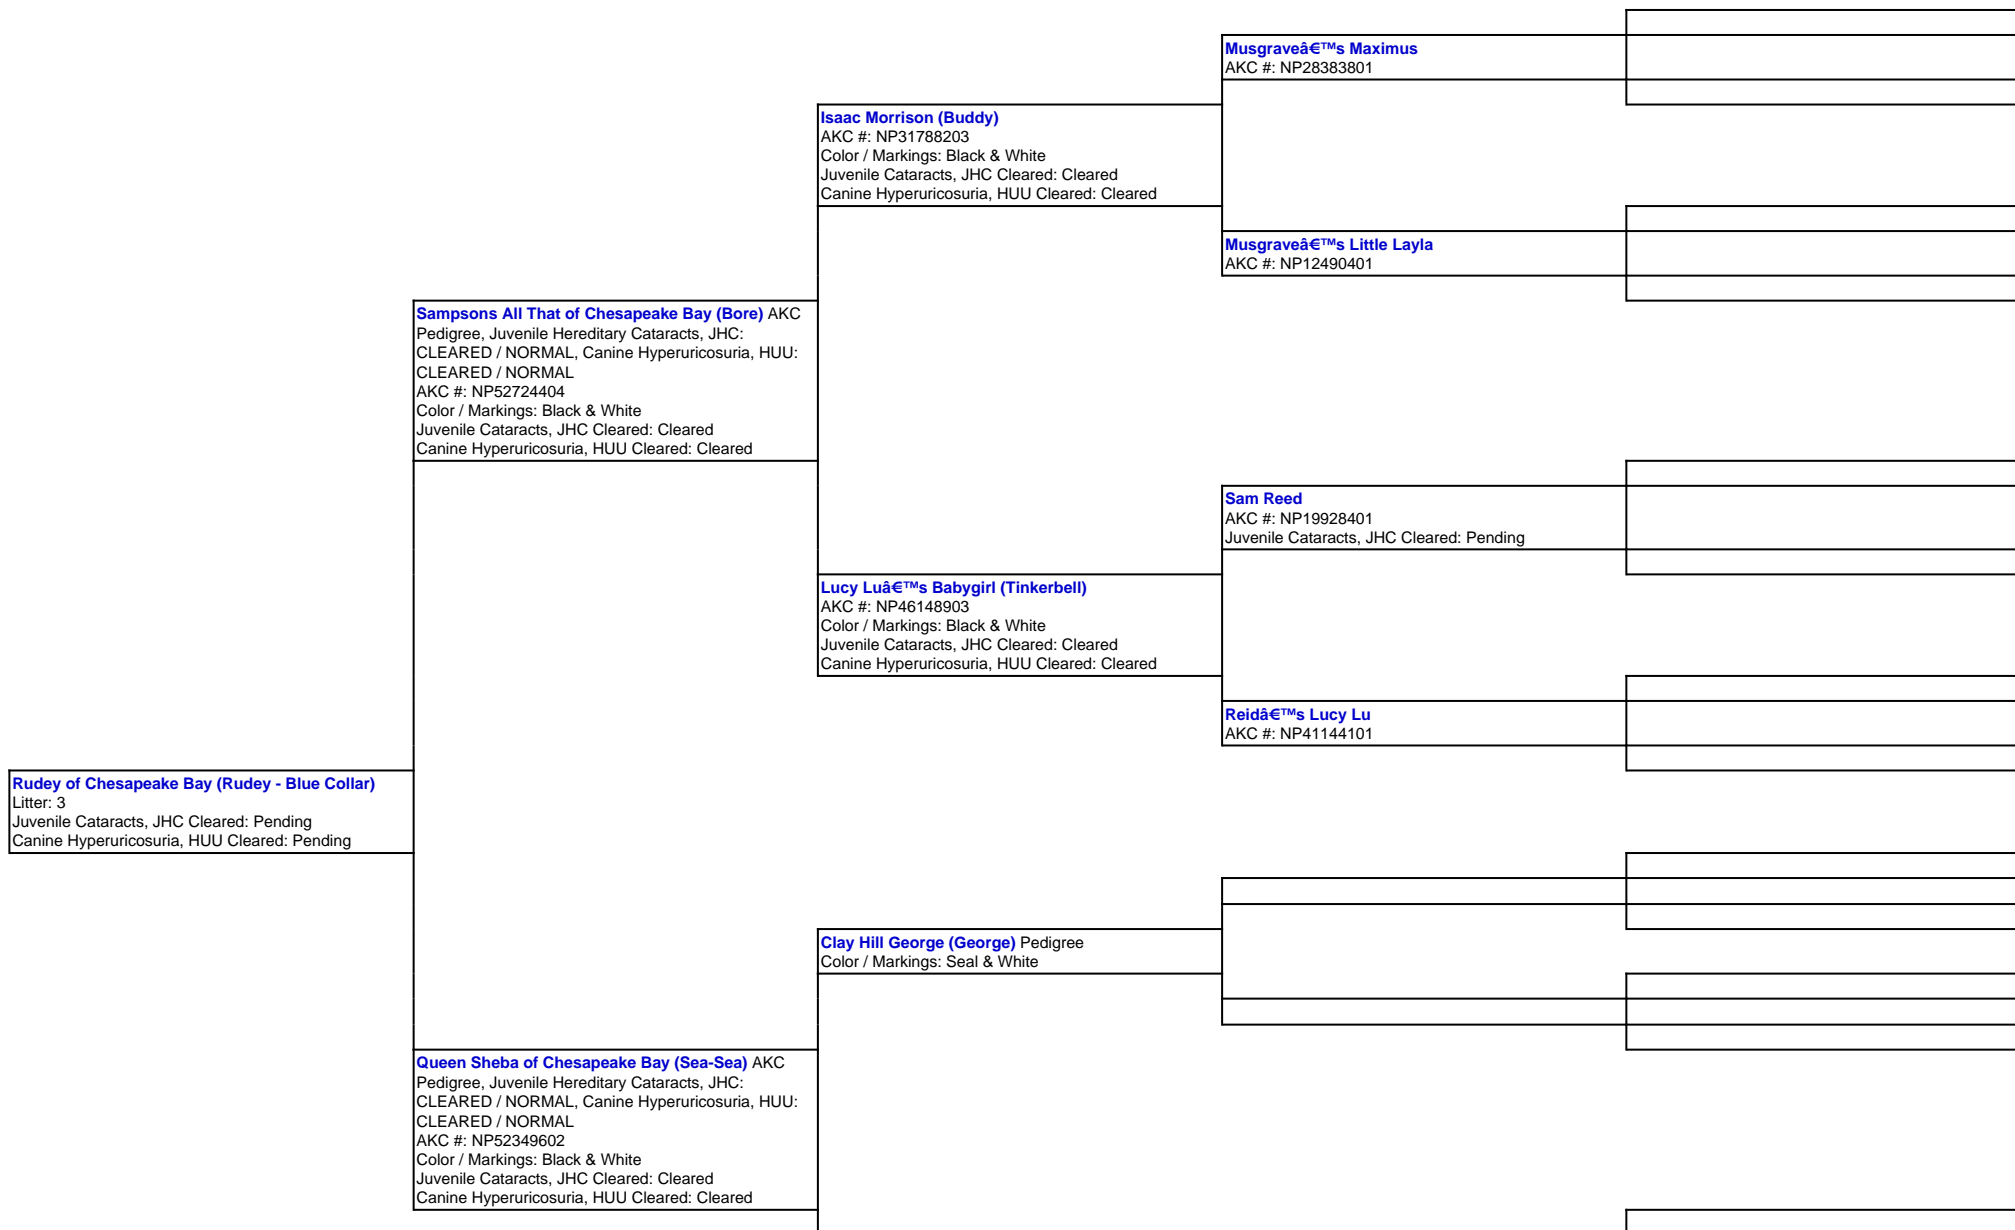 Musgraveâ€™s Maximus
AKC #: NP28383801
Isaac Morrison (Buddy)
AKC #: NP31788203
Color / Markings: Black & White
Juvenile Cataracts, JHC Cleared: Cleared
Canine Hyperuricosuria, HUU Cleared: Cleared
Musgraveâ€™s Little Layla
AKC #: NP12490401
Sampsons All That of Chesapeake Bay (Bore) AKC
Pedigree, Juvenile Hereditary Cataracts, JHC:
CLEARED / NORMAL, Canine Hyperuricosuria, HUU:
CLEARED / NORMAL
AKC #: NP52724404
Color / Markings: Black & White
Juvenile Cataracts, JHC Cleared: Cleared
Canine Hyperuricosuria, HUU Cleared: Cleared
Sam Reed
AKC #: NP19928401
Juvenile Cataracts, JHC Cleared: Pending
Lucy Luâ€™s Babygirl (Tinkerbell)
AKC #: NP46148903
Color / Markings: Black & White
Juvenile Cataracts, JHC Cleared: Cleared
Canine Hyperuricosuria, HUU Cleared: Cleared
Reidâ€™s Lucy Lu
AKC #: NP41144101
Rudey of Chesapeake Bay (Rudey - Blue Collar)
Litter: 3
Juvenile Cataracts, JHC Cleared: Pending
Canine Hyperuricosuria, HUU Cleared: Pending
Clay Hill George (George) Pedigree
Color / Markings: Seal & White
Queen Sheba of Chesapeake Bay (Sea-Sea) AKC
Pedigree, Juvenile Hereditary Cataracts, JHC:
CLEARED / NORMAL, Canine Hyperuricosuria, HUU:
CLEARED / NORMAL
AKC #: NP52349602
Color / Markings: Black & White
Juvenile Cataracts, JHC Cleared: Cleared
Canine Hyperuricosuria, HUU Cleared: Cleared